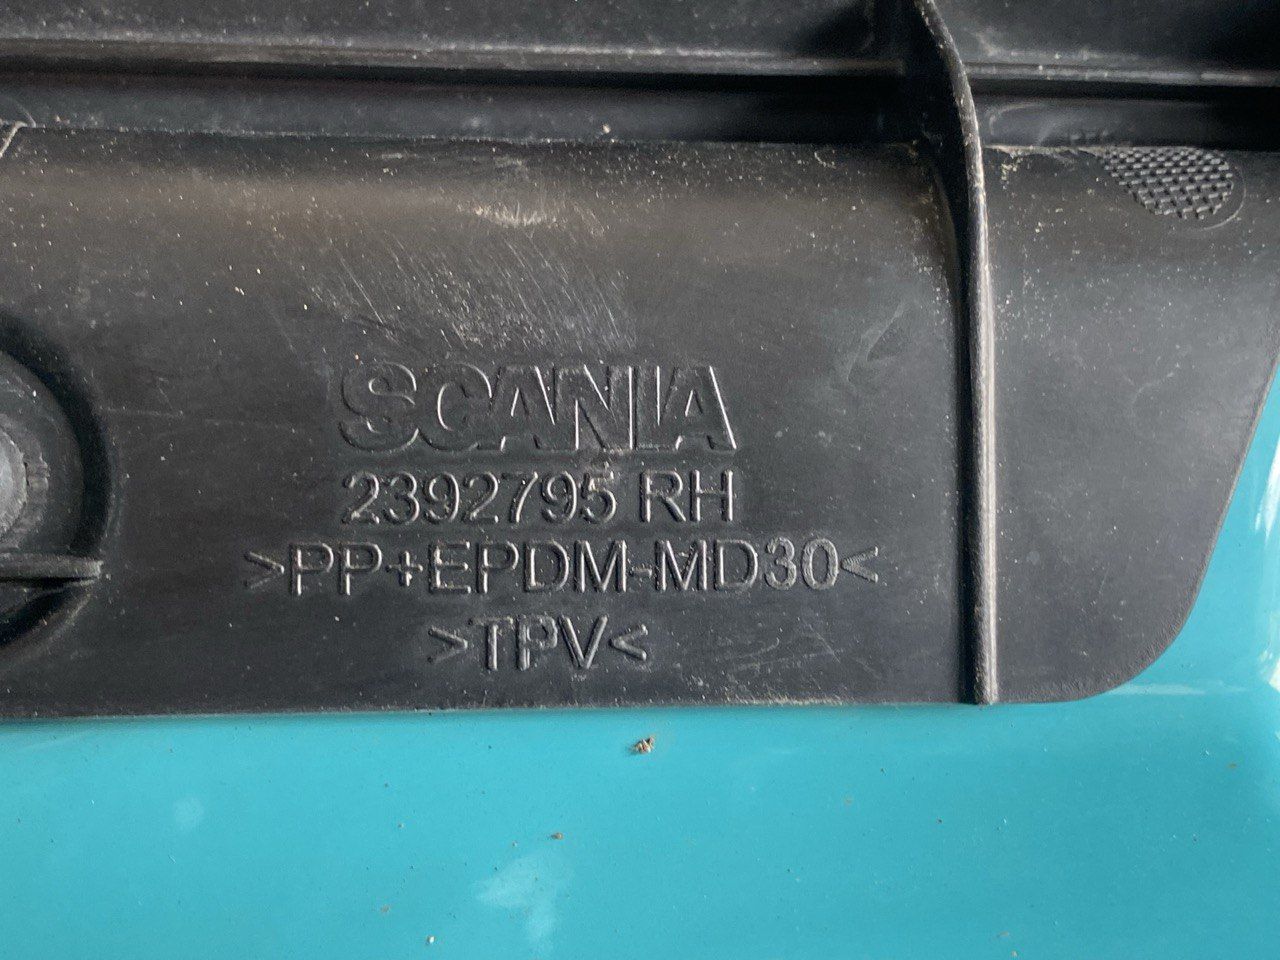 SCANIA
2392795 RH
>PP+EPDM-MD30<
>TPV<